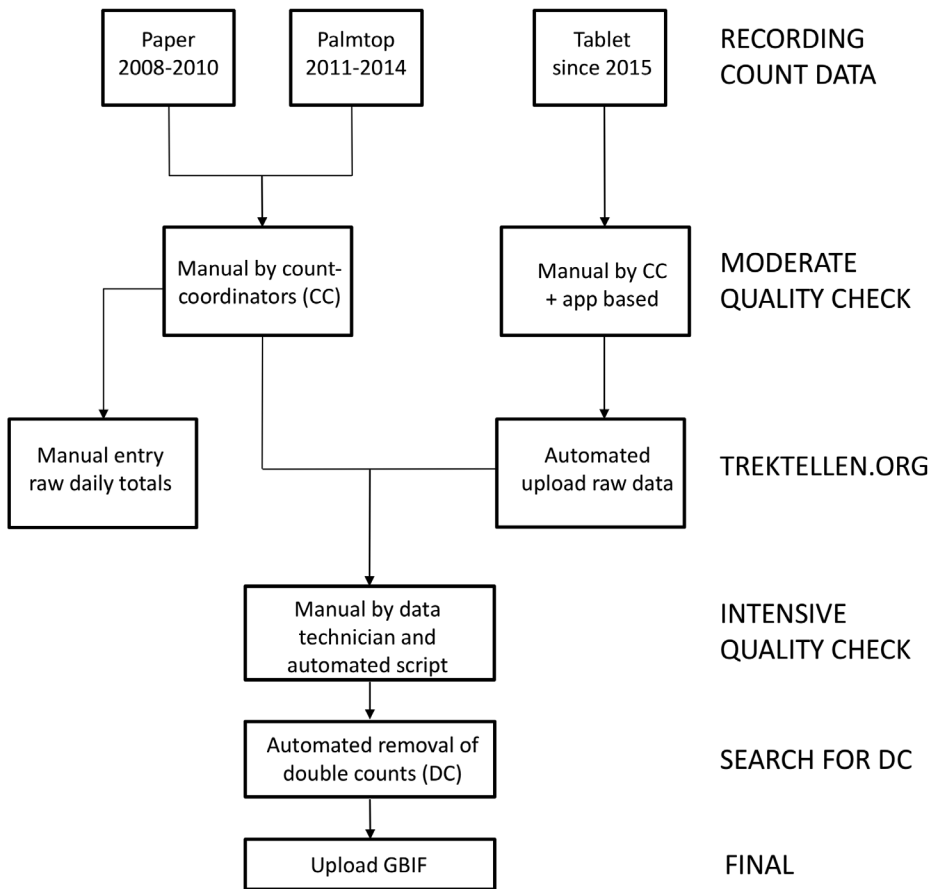 Paper
2008-2010
Palmtop
2011-2014
Tablet
since 2015
RECORDING
COUNT DATA
Manual by count-
coordinators (CC)
Manual by CC
+ app based
MODERATE
QUALITY CHECK
Manual entry
raw daily totals
Automated
upload raw data
TREKTELLEN.ORG
Manual by data
technician and
automated script
INTENSIVE
QUALITY CHECK
Automated removal of
double counts (DC)
SEARCH FOR DC
Upload GBIF
FINAL